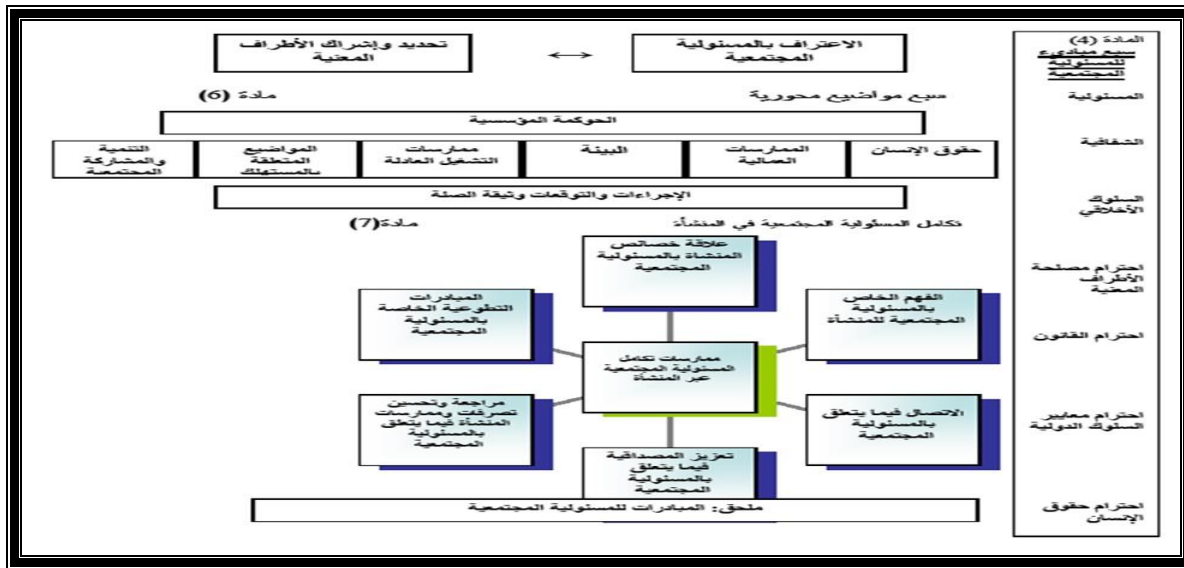 المادة (4)
سبع مباديء
للمسئولية
المجتمعية
المسئولية
الشفافية
السلوك
الأخلاقي
احترام مصلحة
الأطراف
المعنية
احترام القانون
احترام معايير
السلوك الدولية
احترام حقوق
الإنسان
الاعتراف بالمسئولية
المجتمعية
↔
تحديد وإشراك الأطراف
المعنية
سبع مواضيع محورية
مادة (6)
الحوكمة المؤسسية
حقوق الإنسان
الممارسات
العمالية
البيئة
ممارسات
التشغيل العادلة
المواضيع
المتعلقة
بالمستهلك
التنمية
والمشاركة
المجتمعية
الإجراءات والتوقعات وثيقة الصلة
تكامل المسئولية المجتمعية في المنشأة
مادة(7)
علاقة خصائص
المنشاة بالمسئولية
المجتمعية
الفهم الخاص
بالمسئولية
المجتمعية للمنشأة
المبادرات
التطوعية الخاصة
بالمسئولية
المجتمعية
ممارسات تكامل
المسئولية المجتمعية
عبر المنشاة
الاتصال فيما يتعلق
بالمسئولية
المجتمعية
مراجعة وتحسين
تصرفات وممارسات
المنشأة فيما يتعلق
بالمسئولية
المجتمعية
تعزيز المصداقية
فيما يتعلق
بالمسئولية
المجتمعية
ملحق: المبادرات للمسئولية المجتمعية